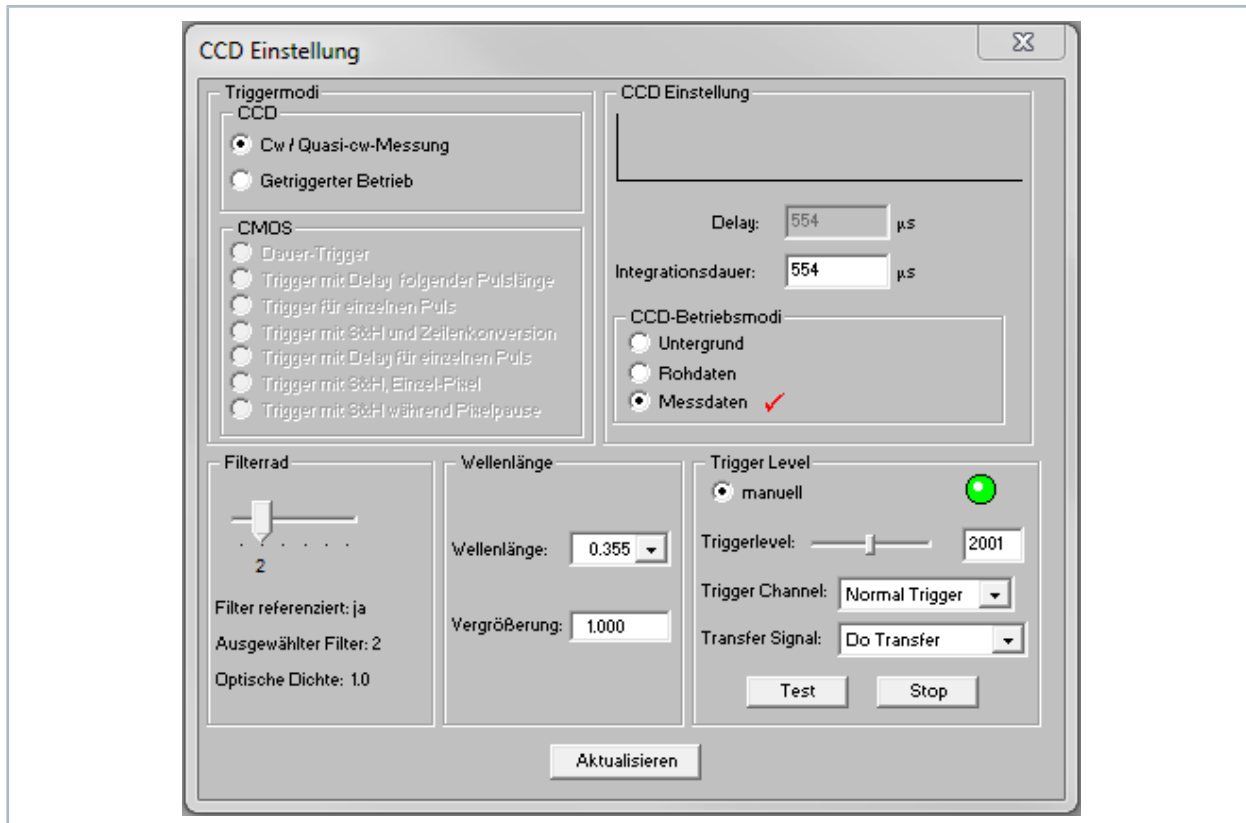 CCD Einstellung
Triggermodi
CCD
Cw / Quasi-cw-Messung
Getriggerter Betrieb
CMOS
Dauer-Trigger
Trigger mit Delay folgender Pulslänge
Trigger für einzelnen Puls
Trigger mit S&H und Zeilenkonversion
Trigger mit Delay für einzelnen Puls
Trigger mit S&H, Einzel-Pixel
Trigger mit S&H während Pixelpause
CCD Einstellung
Delay: 554 µs
Integrationsdauer: 554 µs
CCD-Betriebsmodi
Untergrund
Rohdaten
Messdaten
Filterrad
2
Filter referenziert: ja
Ausgewählter Filter: 2
Optische Dichte: 1.0
Wellenlänge
Wellenlänge: 0.355
Vergrößerung: 1.000
Trigger Level
manuell
Triggerlevel: 2001
Trigger Channel: Normal Trigger
Transfer Signal: Do Transfer
Test Stop
Aktualisieren